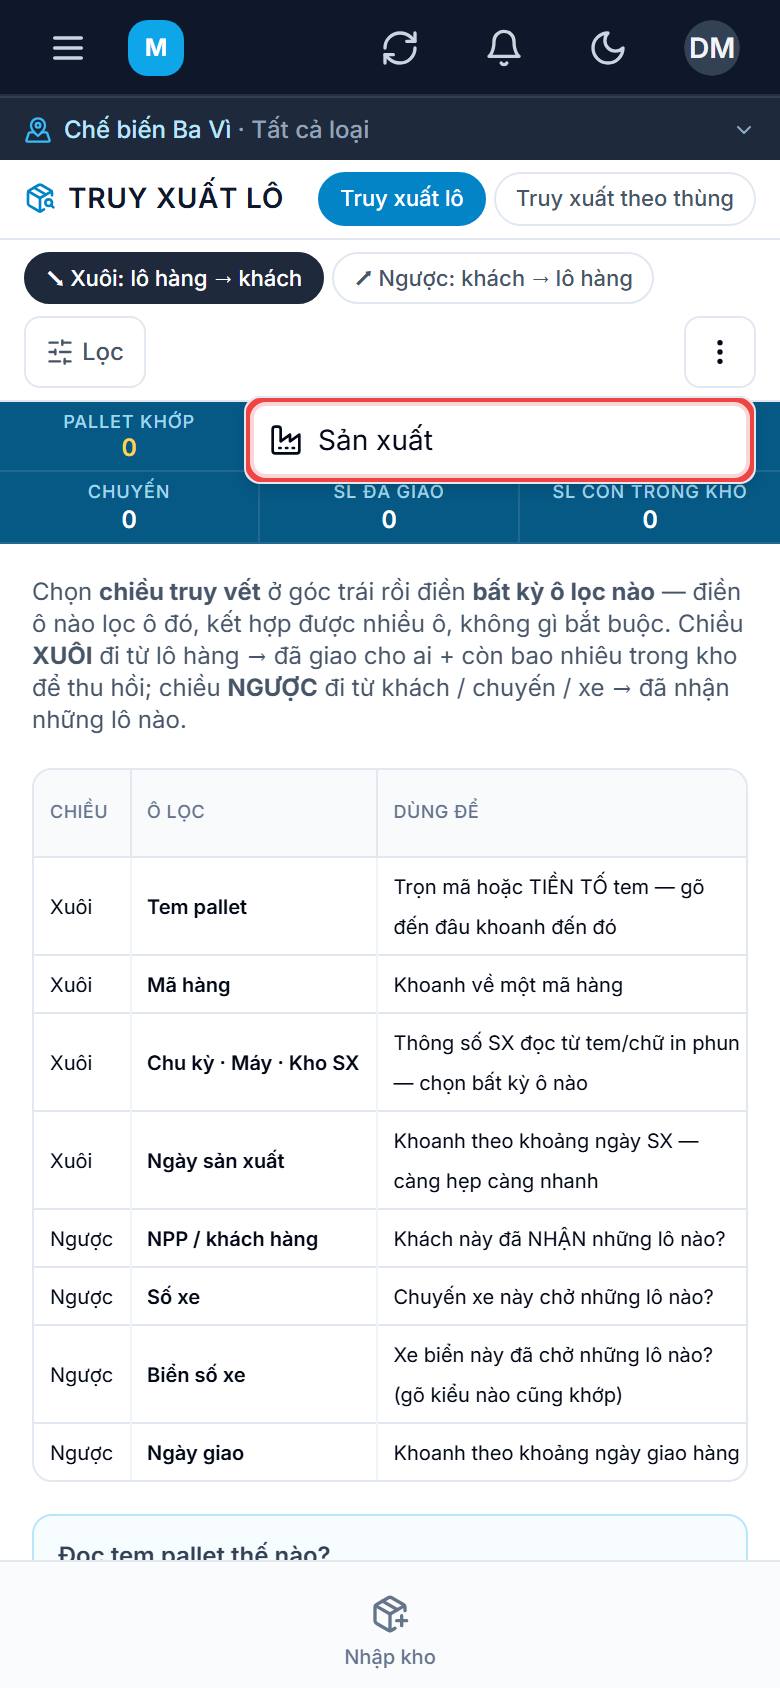 M
DM
Chế biến Ba Vì · Tất cả loại
TRUY XUẤT LÔ
Truy xuất lô
Truy xuất theo thùng
➘ Xuôi: lô hàng → khách
➚ Ngược: khách → lô hàng
Lọc
PALLET KHỚP
0
Sản xuất
CHUYẾN
0
SL ĐÃ GIAO
0
SL CÒN TRONG KHO
0
Chọn chiều truy vết ở góc trái rồi điền bất kỳ ô lọc nào — điền
ô nào lọc ô đó, kết hợp được nhiều ô, không gì bắt buộc. Chiều
XUÔI đi từ lô hàng → đã giao cho ai + còn bao nhiêu trong kho
để thu hồi; chiều NGƯỢC đi từ khách / chuyến / xe → đã nhận
những lô nào.
CHIỀU
Ô LỌC
DÙNG ĐỂ
Xuôi
Tem pallet
Trọn mã hoặc TIỀN TỐ tem — gõ
đến đâu khoanh đến đó
Xuôi
Mã hàng
Khoanh về một mã hàng
Xuôi
Chu kỳ · Máy · Kho SX
Thông số SX đọc từ tem/chữ in phun
— chọn bất kỳ ô nào
Xuôi
Ngày sản xuất
Khoanh theo khoảng ngày SX —
càng hẹp càng nhanh
Ngược
NPP / khách hàng
Khách này đã NHẬN những lô nào?
Ngược
Số xe
Chuyến xe này chở những lô nào?
Ngược
Biển số xe
Xe biển này đã chở những lô nào?
(gõ kiểu nào cũng khớp)
Ngược
Ngày giao
Khoanh theo khoảng ngày giao hàng
Đọc tem pallet thế nào?
Nhập kho